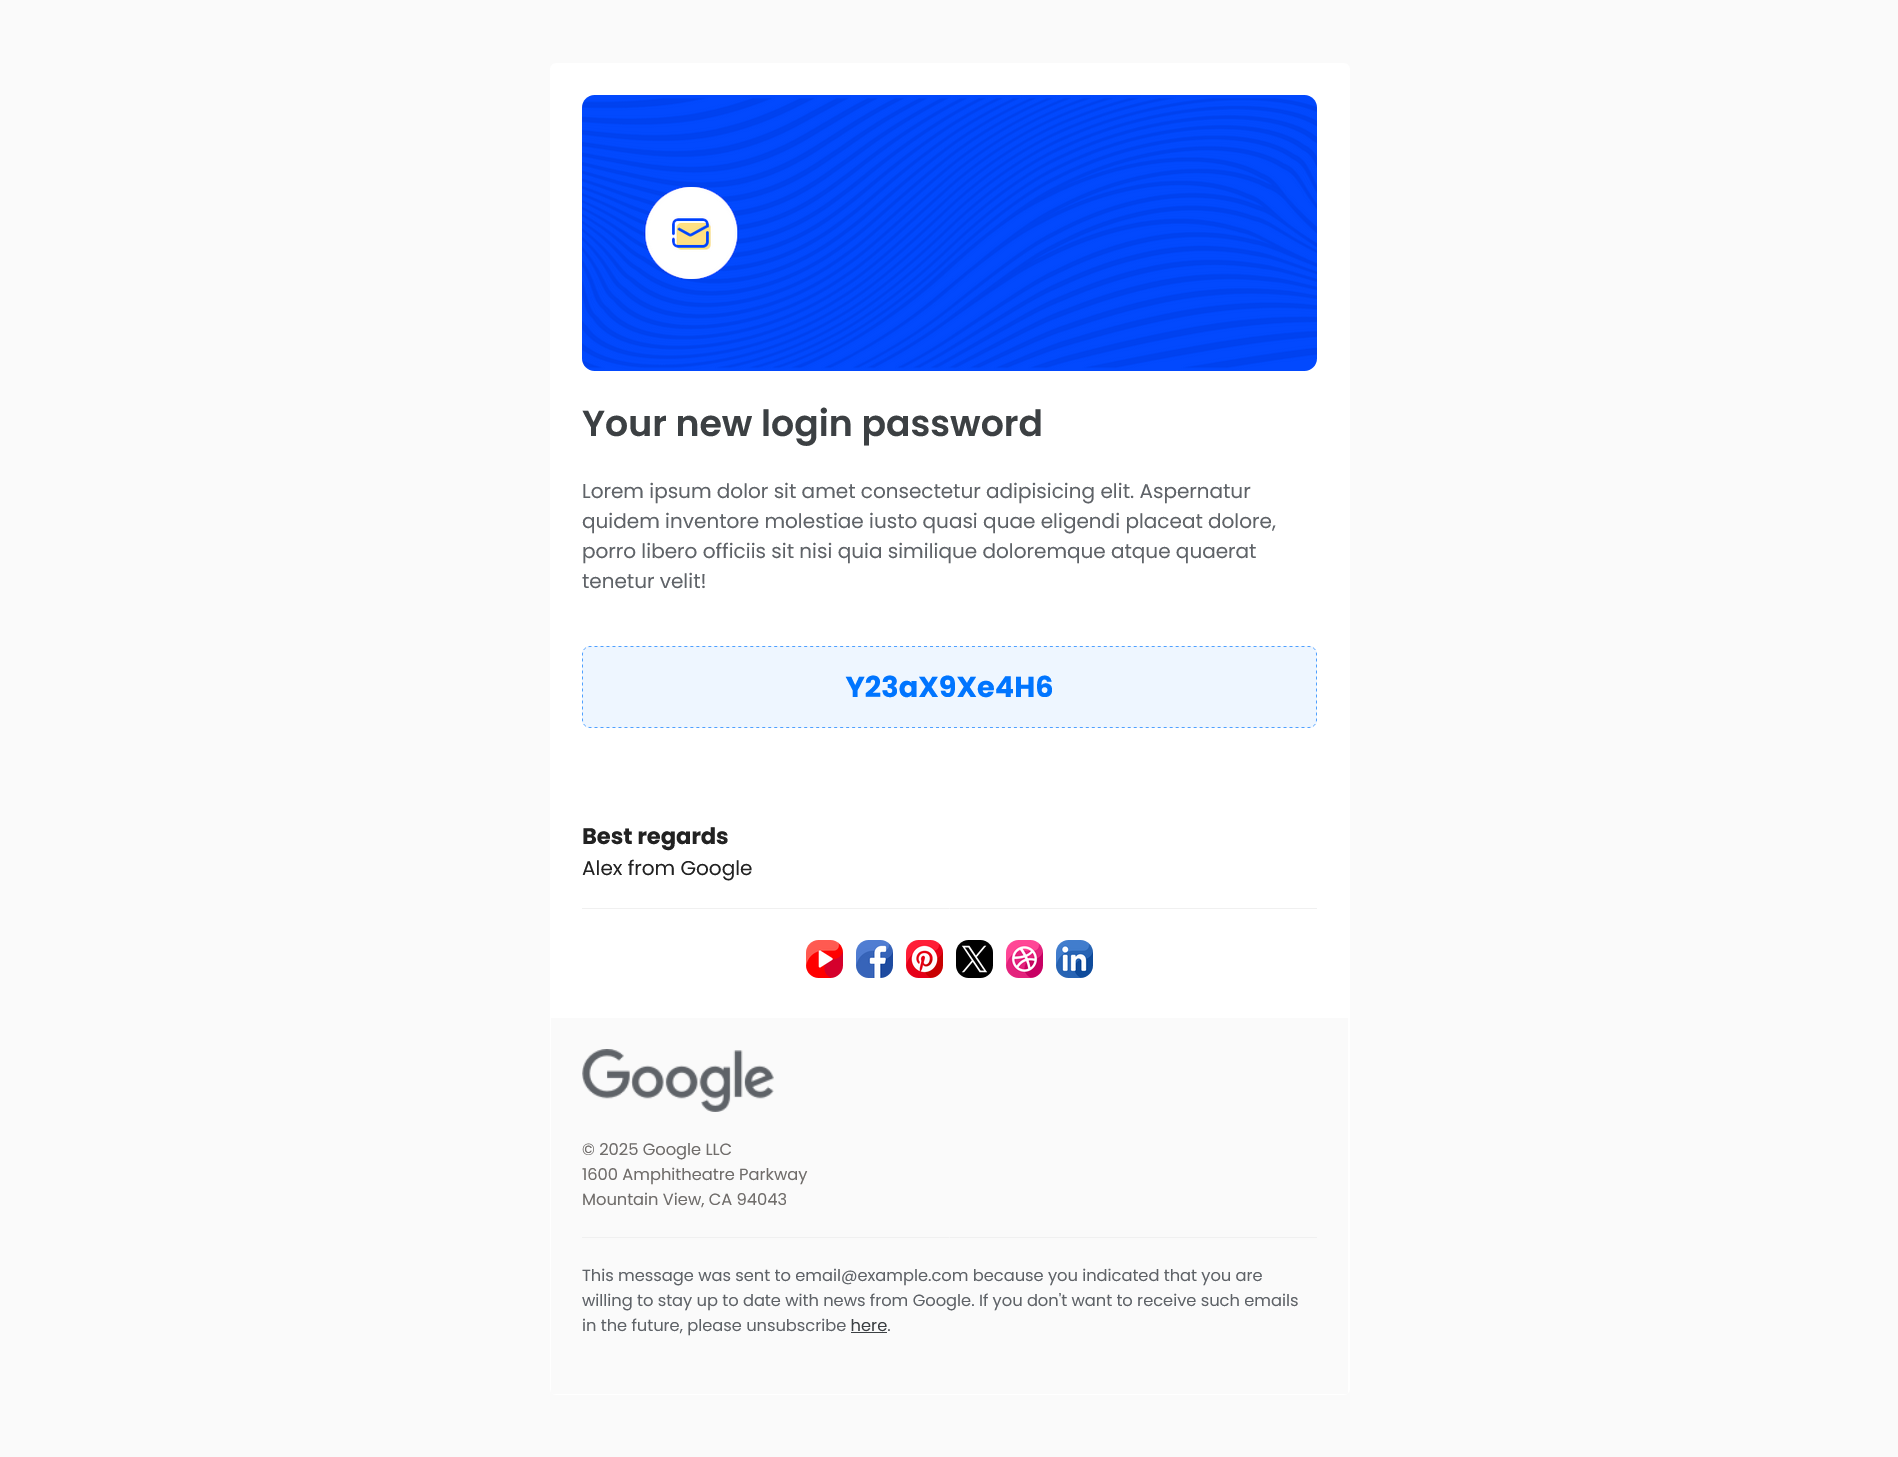 Your new login password
Lorem ipsum dolor sit amet consectetur adipisicing elit. Aspernatur
quidem inventore molestiae iusto quasi quae eligendi placeat dolore,
porro libero officiis sit nisi quia similique doloremque atque quaerat
tenetur velit!
Y23aX9Xe4H6
Best regards
Alex from Google
Google
© 2025 Google LLC
1600 Amphitheatre Parkway
Mountain View, CA 94043
This message was sent to email@example.com because you indicated that you are
willing to stay up to date with news from Google. If you don't want to receive such emails
in the future, please unsubscribe here.